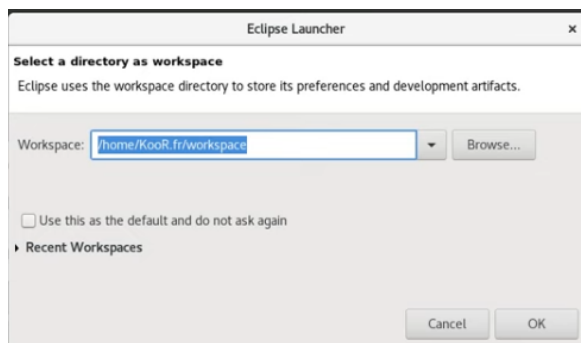 Eclipse Launcher
Select a directory as workspace
Eclipse uses the workspace directory to store its preferences and development artifacts.
Workspace: /home/KooR.fr/workspace Browse...
Use this as the default and do not ask again
Recent Workspaces
Cancel OK